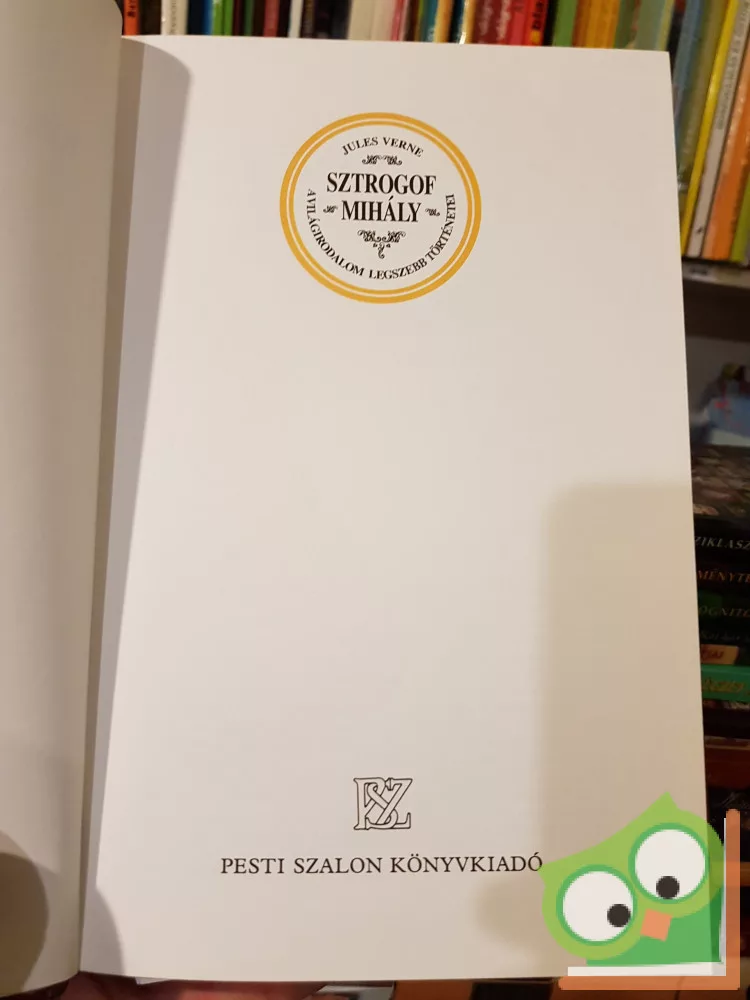 JULES VERNE
SZTROGOF
MIHÁLY
A VILÁGIRODALOM LEGSZEBB TÖRTÉNETEI
PSZ
PESTI SZALON KÖNYVKIADÓ